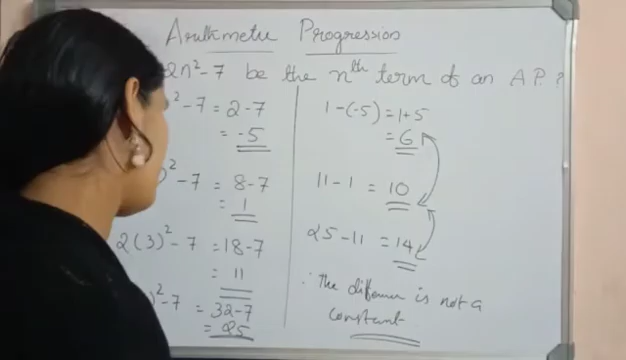 Arithmetic Progression
2n²-7 be the nth term of an A.P?
²-7 = 2-7
= -5
)²-7 = 8-7
= 1
2(3)²-7 = 18-7
= 11
)²-7 = 32-7
= 25
1-(-5) = 1+5
= 6
11-1 = 10
25-11 = 14
∴ The difference is not a
constant